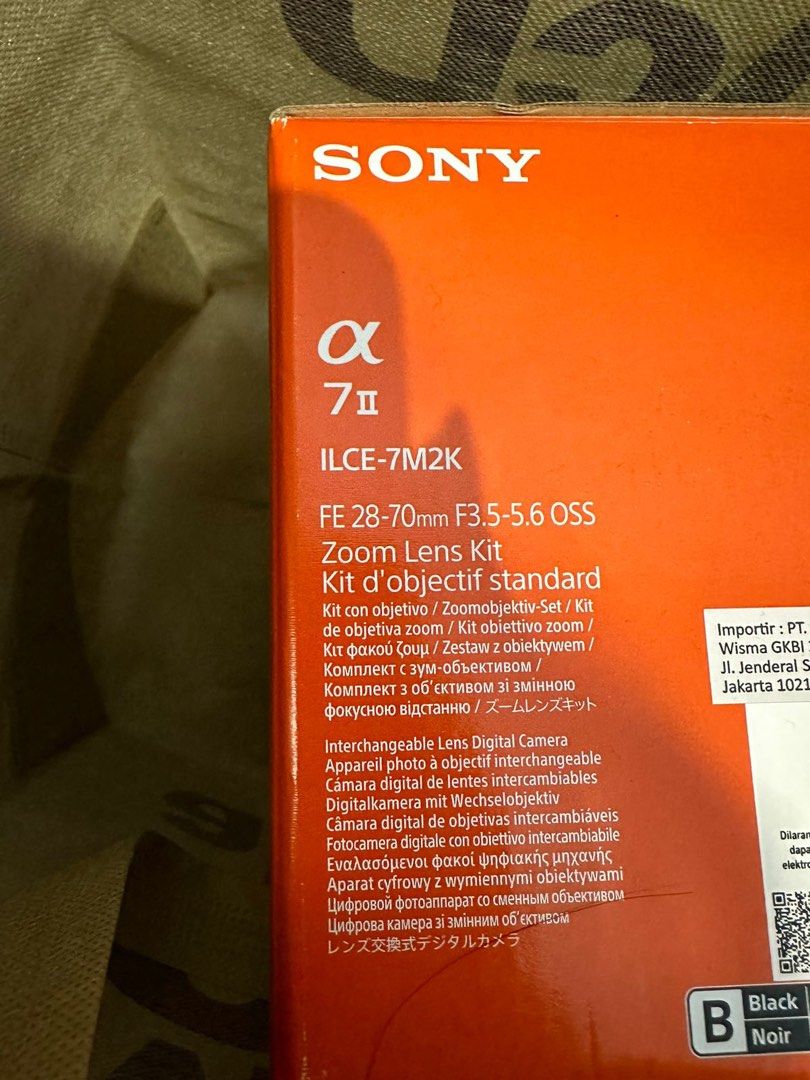 SONY
α
7II
ILCE-7M2K
FE 28-70mm F3.5-5.6 OSS
Zoom Lens Kit
Kit d'objectif standard
Kit con objetivo / Zoomobjektiv-Set / Kit
de objetiva zoom / Kit obiettivo zoom /
Κιτ φακού ζουμ / Zestaw z obiektywem /
Комплект с зум-объективом /
Комплект з об'єктивом зі змінною
фокусною відстанню / ズームレンズキット
Interchangeable Lens Digital Camera
Appareil photo à objectif interchangeable
Cámara digital de lentes intercambiables
Digitalkamera mit Wechselobjektiv
Câmara digital de objetivas intercambiáveis
Fotocamera digitale con obiettivo intercambiabile
Εναλασόμενοι φακοί ψηφιακής μηχανής
Aparat cyfrowy z wymiennymi obiektywami
Цифровой фотоаппарат со сменным объективом
Цифрова камера зі змінним об'єктивом
レンズ交換式デジタルカメラ
Importir : PT.
Wisma GKBI
Jl. Jenderal S
Jakarta 1021
Dilaran
dapa
elektro
B
Black
Noir